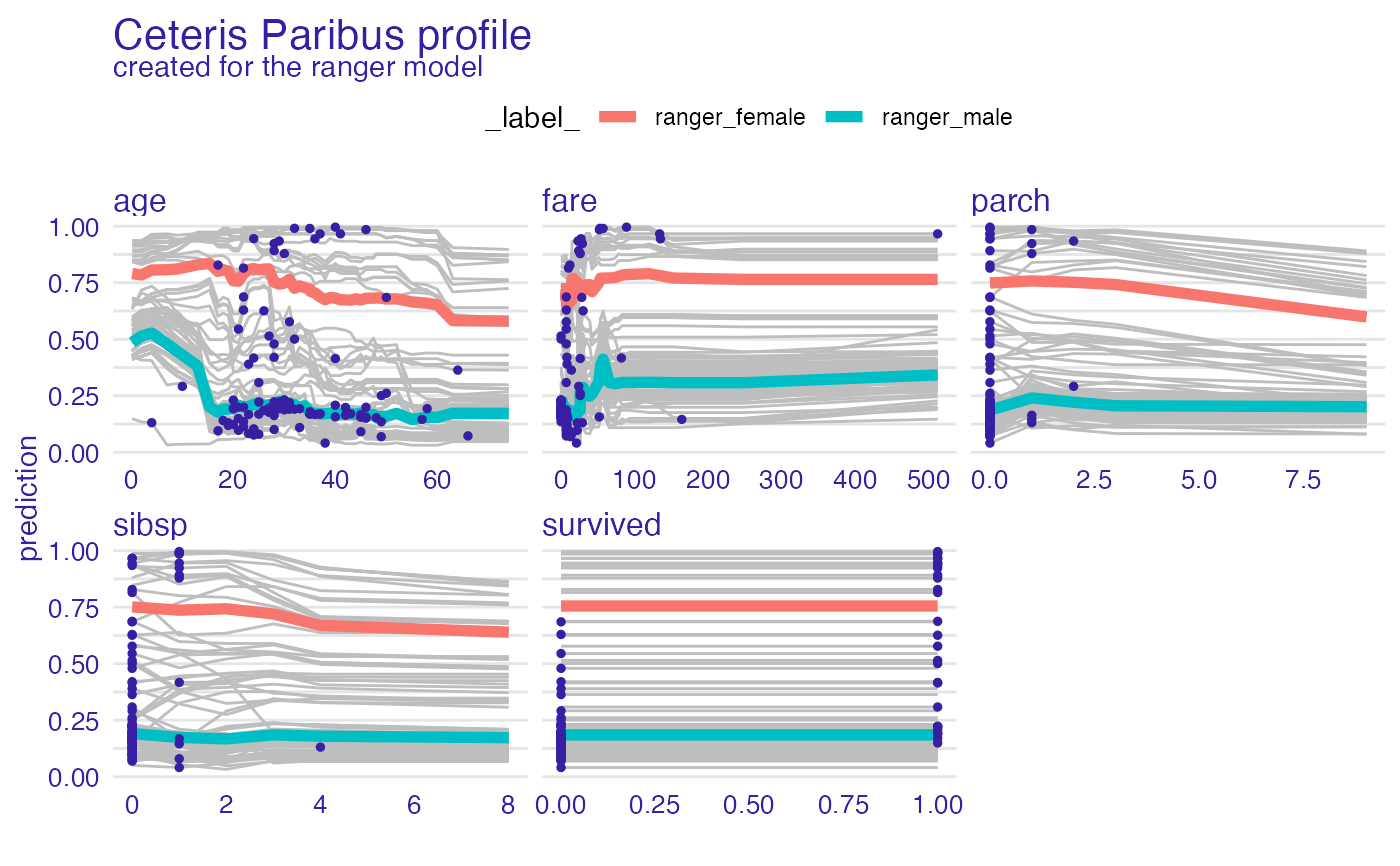 Ceteris Paribus profile
created for the ranger model
_label_ ranger_female ranger_male
age fare parch
1.00
0.75
0.50
0.25
0.00
0 20 40 60 0 100 200 300 400 500 0.0 2.5 5.0 7.5
prediction
sibsp survived
1.00
0.75
0.50
0.25
0.00
0 2 4 6 8 0.00 0.25 0.50 0.75 1.00